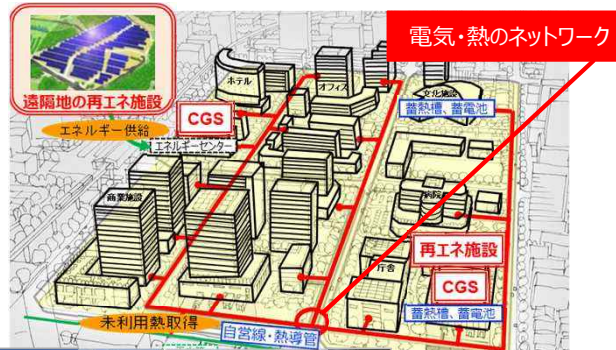 電気・熱のネットワーク
ホテル
オフィス
文化施設
蓄熱槽、蓄電池
遠隔地の再エネ施設
CGS
エネルギー供給
エネルギーセンター
商業施設
病院
再エネ施設
庁舎
CGS
蓄熱槽、蓄電池
未利用熱取得
自営線・熱導管